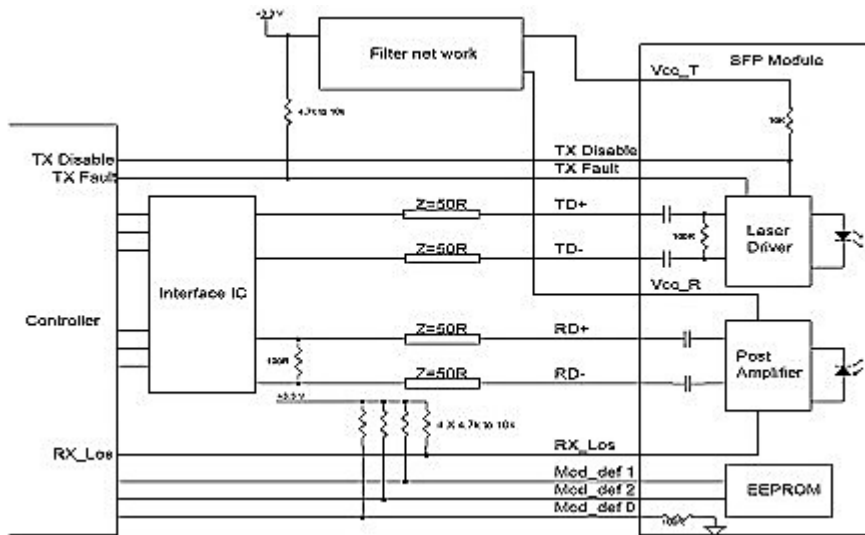 +3.3 V
Filter net work
SFP Module
Vcc_T
4.7k to 10k
10K
TX Disable
TX Disable
TX Fault
TX Fault
Z=50R
TD+
100R
Laser
Driver
Z=50R
TD-
Interface IC
Vcc_R
Controller
Z=50R
RD+
100R
Post
Amplifier
Z=50R
RD-
+3.3 V
4 X 4.7k to 10k
RX_Los
RX_Los
Mod_def 1
Mod_def 2
EEPROM
Mod_def 0